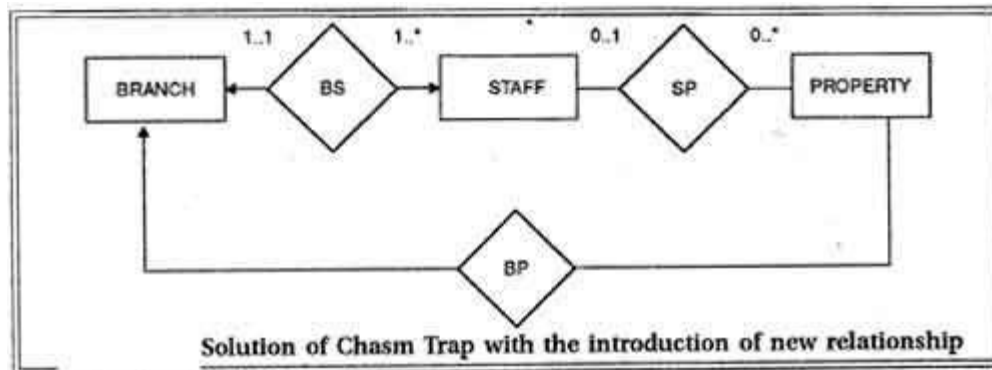 1..1 1..* 0..1 0..*
BRANCH BS STAFF SP PROPERTY
BP
Solution of Chasm Trap with the introduction of new relationship